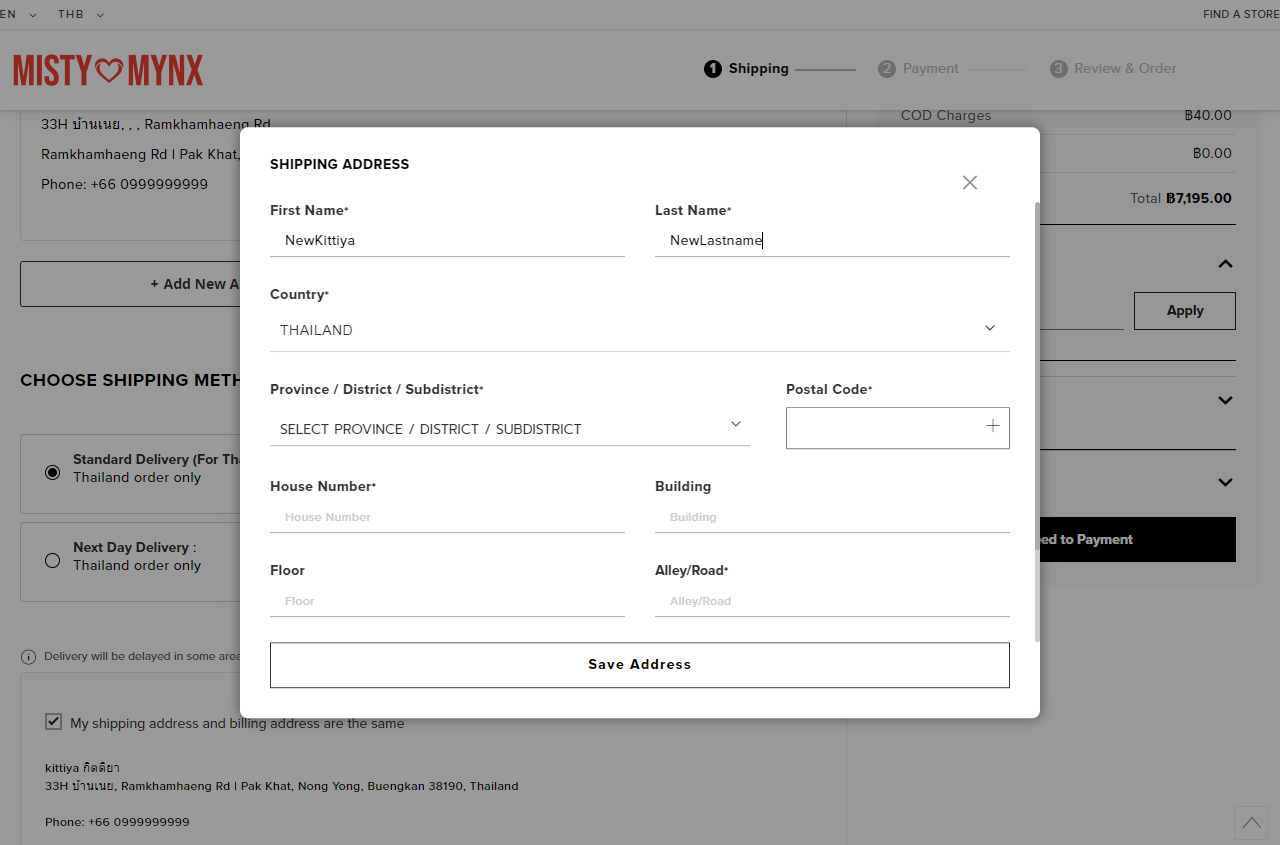 EN THB FIND A STORE
MISTY MYNX
1 Shipping 2 Payment 3 Review & Order
33H บ้านเนย, , , Ramkhamhaeng Rd
Ramkhamhaeng Rd | Pak Khat,
Phone: +66 0999999999
COD Charges ฿40.00
฿0.00
Total ฿7,195.00
+ Add New A
Apply
CHOOSE SHIPPING METH
Standard Delivery (For Tha
Thailand order only
Next Day Delivery :
Thailand order only
ed to Payment
Delivery will be delayed in some area
My shipping address and billing address are the same
kittiya กิตติยา
33H บ้านเนย, Ramkhamhaeng Rd | Pak Khat, Nong Yong, Buengkan 38190, Thailand
Phone: +66 0999999999
SHIPPING ADDRESS
First Name* Last Name*
NewKittiya NewLastname
Country*
THAILAND
Province / District / Subdistrict* Postal Code*
SELECT PROVINCE / DISTRICT / SUBDISTRICT
House Number* Building
House Number Building
Floor Alley/Road*
Floor Alley/Road
Save Address